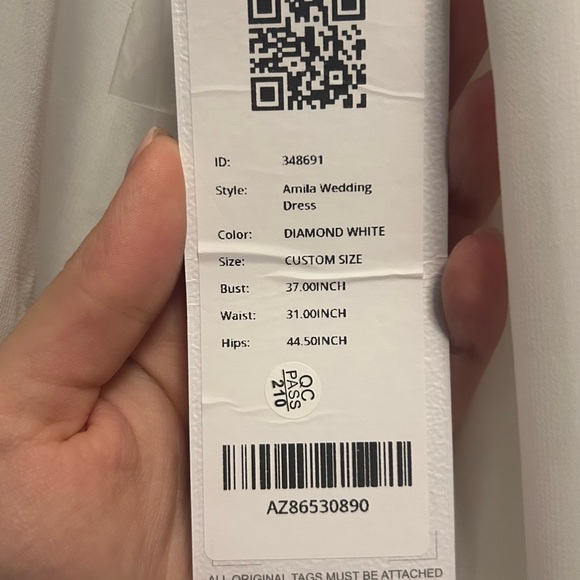 ID: 348691
Style: Amila Wedding
Dress
Color: DIAMOND WHITE
Size: CUSTOM SIZE
Bust: 37.00INCH
Waist: 31.00INCH
Hips: 44.50INCH
QC
PASS
210
AZ86530890
ALL ORIGINAL TAGS MUST BE ATTACHED